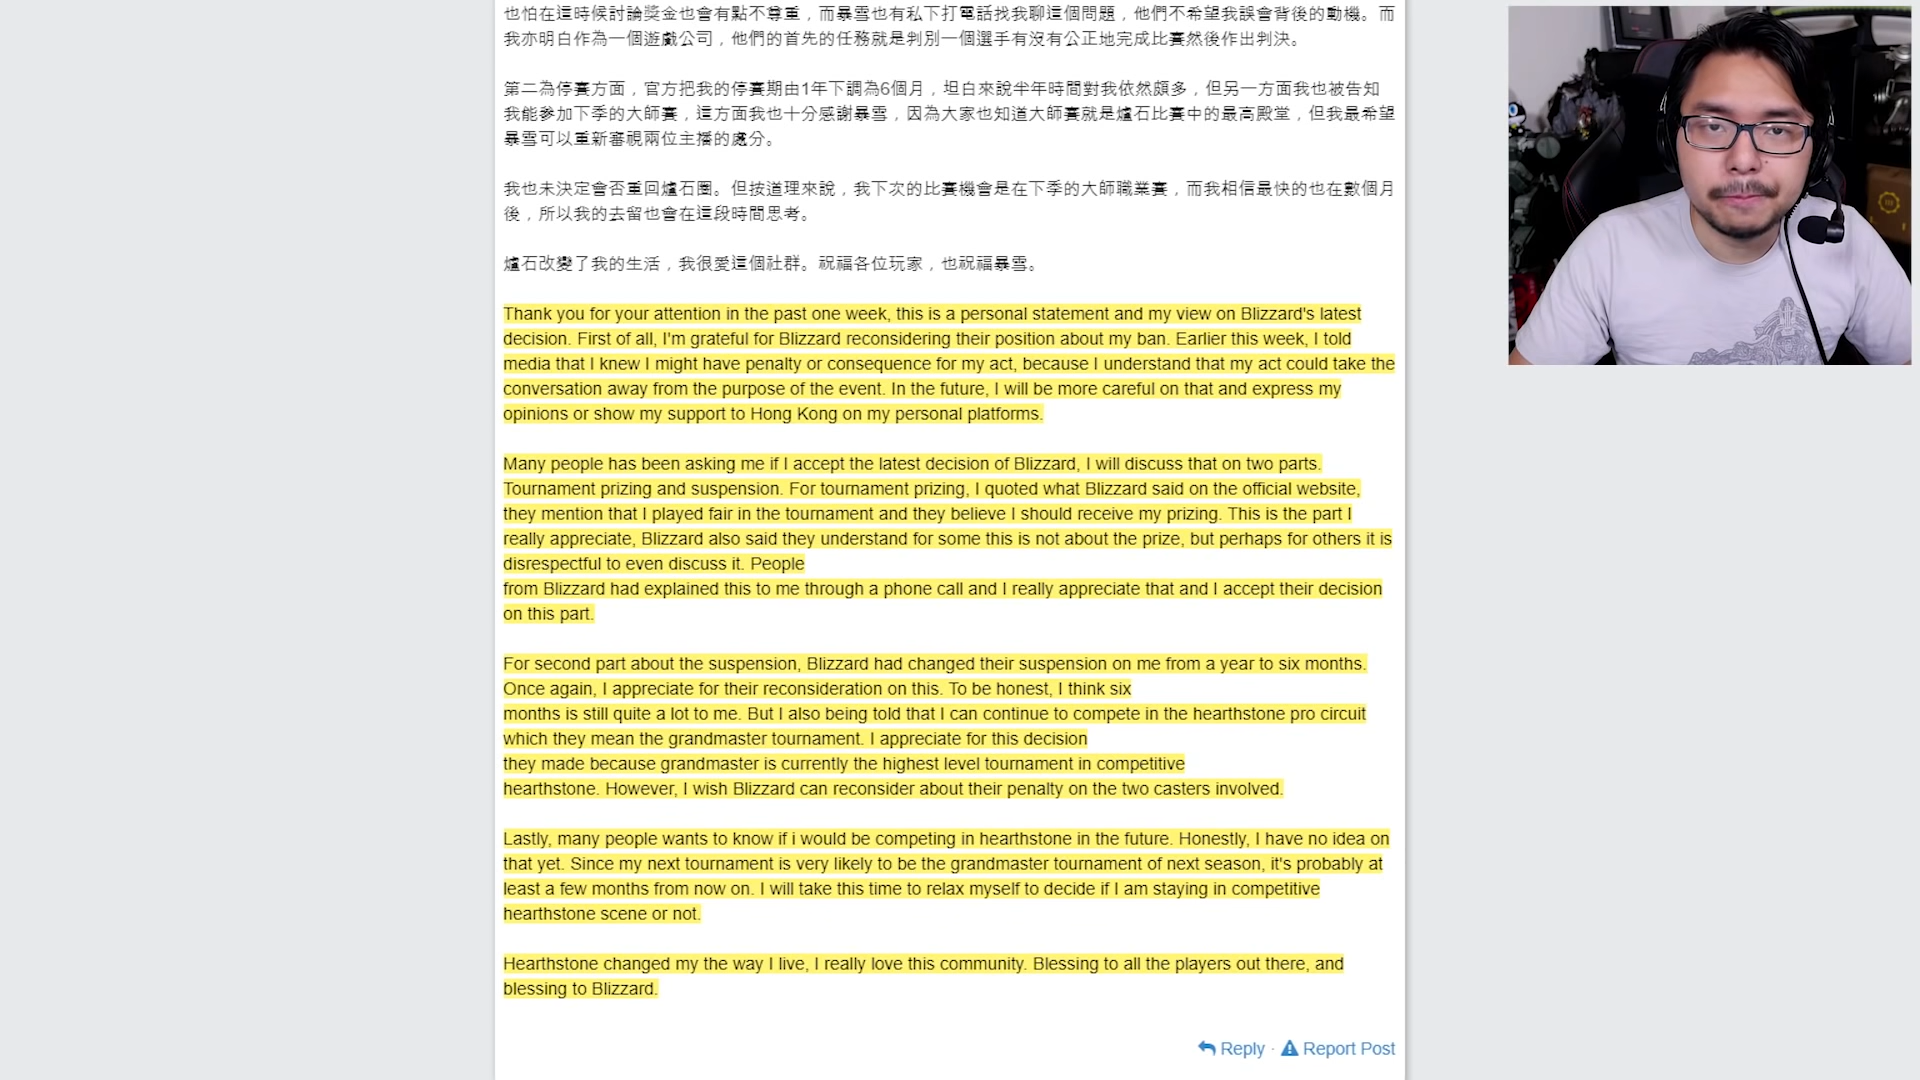 也怕在這時候討論獎金也會有點不尊重，而暴雪也有私下打電話找我聊這個問題，他們不希望我誤會背後的動機。而
我亦明白作為一個遊戲公司，他們的首先的任務就是判別一個選手有沒有公正地完成比賽然後作出判決。
第二為停賽方面，官方把我的停賽期由1年下調為6個月，坦白來說半年時間對我依然頗多，但另一方面我也被告知
我能參加下季的大師賽，這方面我也十分感謝暴雪，因為大家也知道大師賽就是爐石比賽中的最高殿堂，但我最希望
暴雪可以重新審視兩位主播的處分。
我也未決定會否重回爐石圈。但按道理來說，我下次的比賽機會是在下季的大師職業賽，而我相信最快的也在數個月
後，所以我的去留也會在這段時間思考。
爐石改變了我的生活，我很愛這個社群。祝福各位玩家，也祝福暴雪。
Thank you for your attention in the past one week, this is a personal statement and my view on Blizzard's latest
decision. First of all, I'm grateful for Blizzard reconsidering their position about my ban. Earlier this week, I told
media that I knew I might have penalty or consequence for my act, because I understand that my act could take the
conversation away from the purpose of the event. In the future, I will be more careful on that and express my
opinions or show my support to Hong Kong on my personal platforms.
Many people has been asking me if I accept the latest decision of Blizzard, I will discuss that on two parts.
Tournament prizing and suspension. For tournament prizing, I quoted what Blizzard said on the official website,
they mention that I played fair in the tournament and they believe I should receive my prizing. This is the part I
really appreciate, Blizzard also said they understand for some this is not about the prize, but perhaps for others it is
disrespectful to even discuss it. People
from Blizzard had explained this to me through a phone call and I really appreciate that and I accept their decision
on this part.
For second part about the suspension, Blizzard had changed their suspension on me from a year to six months.
Once again, I appreciate for their reconsideration on this. To be honest, I think six
months is still quite a lot to me. But I also being told that I can continue to compete in the hearthstone pro circuit
which they mean the grandmaster tournament. I appreciate for this decision
they made because grandmaster is currently the highest level tournament in competitive
hearthstone. However, I wish Blizzard can reconsider about their penalty on the two casters involved.
Lastly, many people wants to know if i would be competing in hearthstone in the future. Honestly, I have no idea on
that yet. Since my next tournament is very likely to be the grandmaster tournament of next season, it's probably at
least a few months from now on. I will take this time to relax myself to decide if I am staying in competitive
hearthstone scene or not.
Hearthstone changed my the way I live, I really love this community. Blessing to all the players out there, and
blessing to Blizzard.
Reply · Report Post